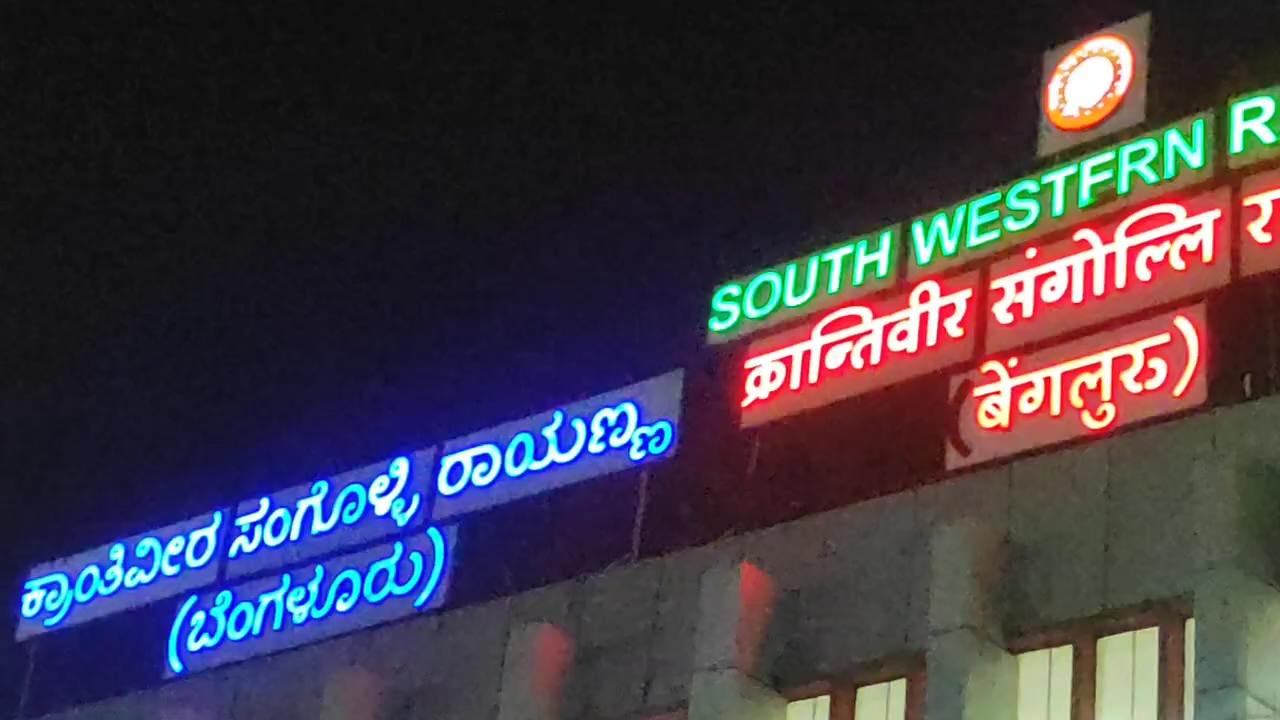 SOUTH WESTERN R
क्रान्तिवीर संगोल्लि रा
(बेंगलुरु)
ಕ್ರಾಂತಿವೀರ ಸಂಗೊಳ್ಳಿ ರಾಯಣ್ಣ
(ಬೆಂಗಳೂರು)